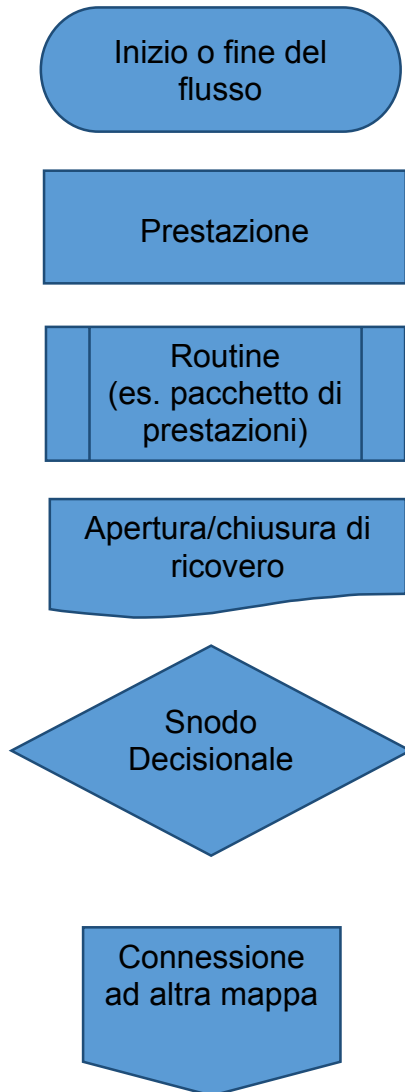 Inizio o fine del
flusso
Prestazione
Routine
(es. pacchetto di
prestazioni)
Apertura/chiusura di
ricovero
Snodo
Decisionale
Connessione
ad altra mappa